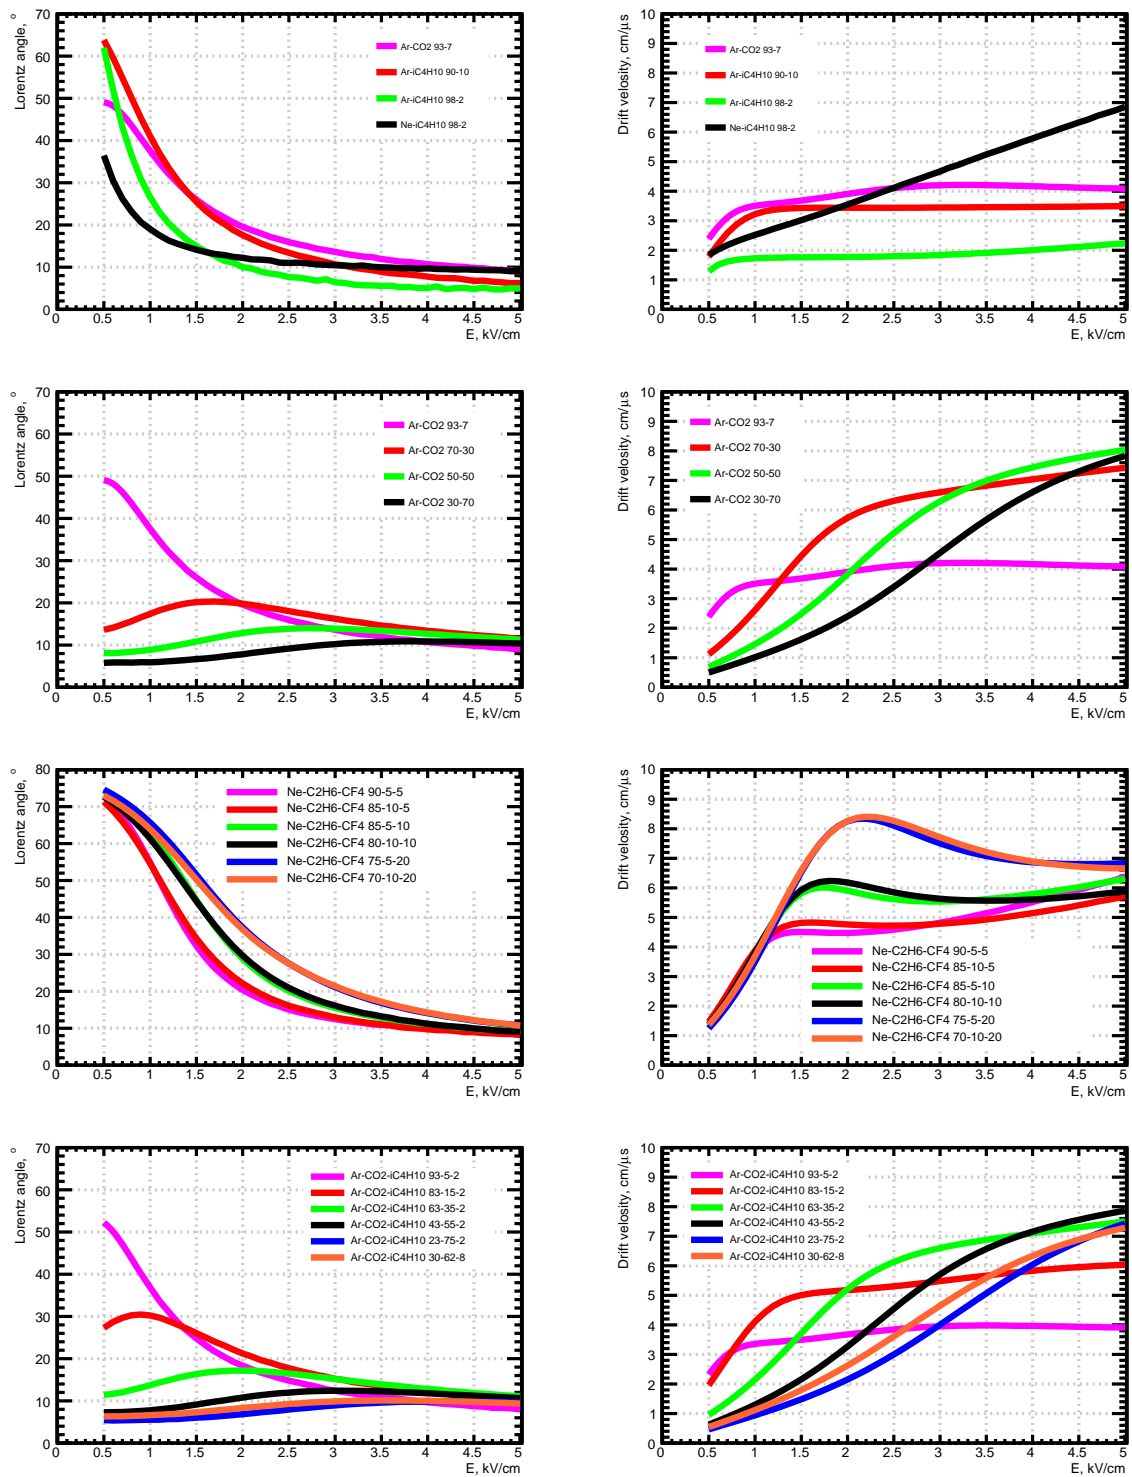 Lorentz angle, °
70
60
50
40
30
20
10
0
Ar-CO2 93-7
Ar-iC4H10 90-10
Ar-iC4H10 98-2
Ne-iC4H10 98-2
0 0.5 1 1.5 2 2.5 3 3.5 4 4.5 5
E, kV/cm
Drift velocity, cm/μs
10
9
8
7
6
5
4
3
2
1
0
Ar-CO2 93-7
Ar-iC4H10 90-10
Ar-iC4H10 98-2
Ne-iC4H10 98-2
0 0.5 1 1.5 2 2.5 3 3.5 4 4.5 5
E, kV/cm
Lorentz angle, °
70
60
50
40
30
20
10
0
Ar-CO2 93-7
Ar-CO2 70-30
Ar-CO2 50-50
Ar-CO2 30-70
0 0.5 1 1.5 2 2.5 3 3.5 4 4.5 5
E, kV/cm
Drift velocity, cm/μs
10
9
8
7
6
5
4
3
2
1
0
Ar-CO2 93-7
Ar-CO2 70-30
Ar-CO2 50-50
Ar-CO2 30-70
0 0.5 1 1.5 2 2.5 3 3.5 4 4.5 5
E, kV/cm
Lorentz angle, °
80
70
60
50
40
30
20
10
0
Ne-C2H6-CF4 90-5-5
Ne-C2H6-CF4 85-10-5
Ne-C2H6-CF4 85-5-10
Ne-C2H6-CF4 80-10-10
Ne-C2H6-CF4 75-5-20
Ne-C2H6-CF4 70-10-20
0 0.5 1 1.5 2 2.5 3 3.5 4 4.5 5
E, kV/cm
Drift velocity, cm/μs
10
9
8
7
6
5
4
3
2
1
0
Ne-C2H6-CF4 90-5-5
Ne-C2H6-CF4 85-10-5
Ne-C2H6-CF4 85-5-10
Ne-C2H6-CF4 80-10-10
Ne-C2H6-CF4 75-5-20
Ne-C2H6-CF4 70-10-20
0 0.5 1 1.5 2 2.5 3 3.5 4 4.5 5
E, kV/cm
Lorentz angle, °
70
60
50
40
30
20
10
0
Ar-CO2-iC4H10 93-5-2
Ar-CO2-iC4H10 83-15-2
Ar-CO2-iC4H10 63-35-2
Ar-CO2-iC4H10 43-55-2
Ar-CO2-iC4H10 23-75-2
Ar-CO2-iC4H10 30-62-8
0 0.5 1 1.5 2 2.5 3 3.5 4 4.5 5
E, kV/cm
Drift velocity, cm/μs
10
9
8
7
6
5
4
3
2
1
0
Ar-CO2-iC4H10 93-5-2
Ar-CO2-iC4H10 83-15-2
Ar-CO2-iC4H10 63-35-2
Ar-CO2-iC4H10 43-55-2
Ar-CO2-iC4H10 23-75-2
Ar-CO2-iC4H10 30-62-8
0 0.5 1 1.5 2 2.5 3 3.5 4 4.5 5
E, kV/cm